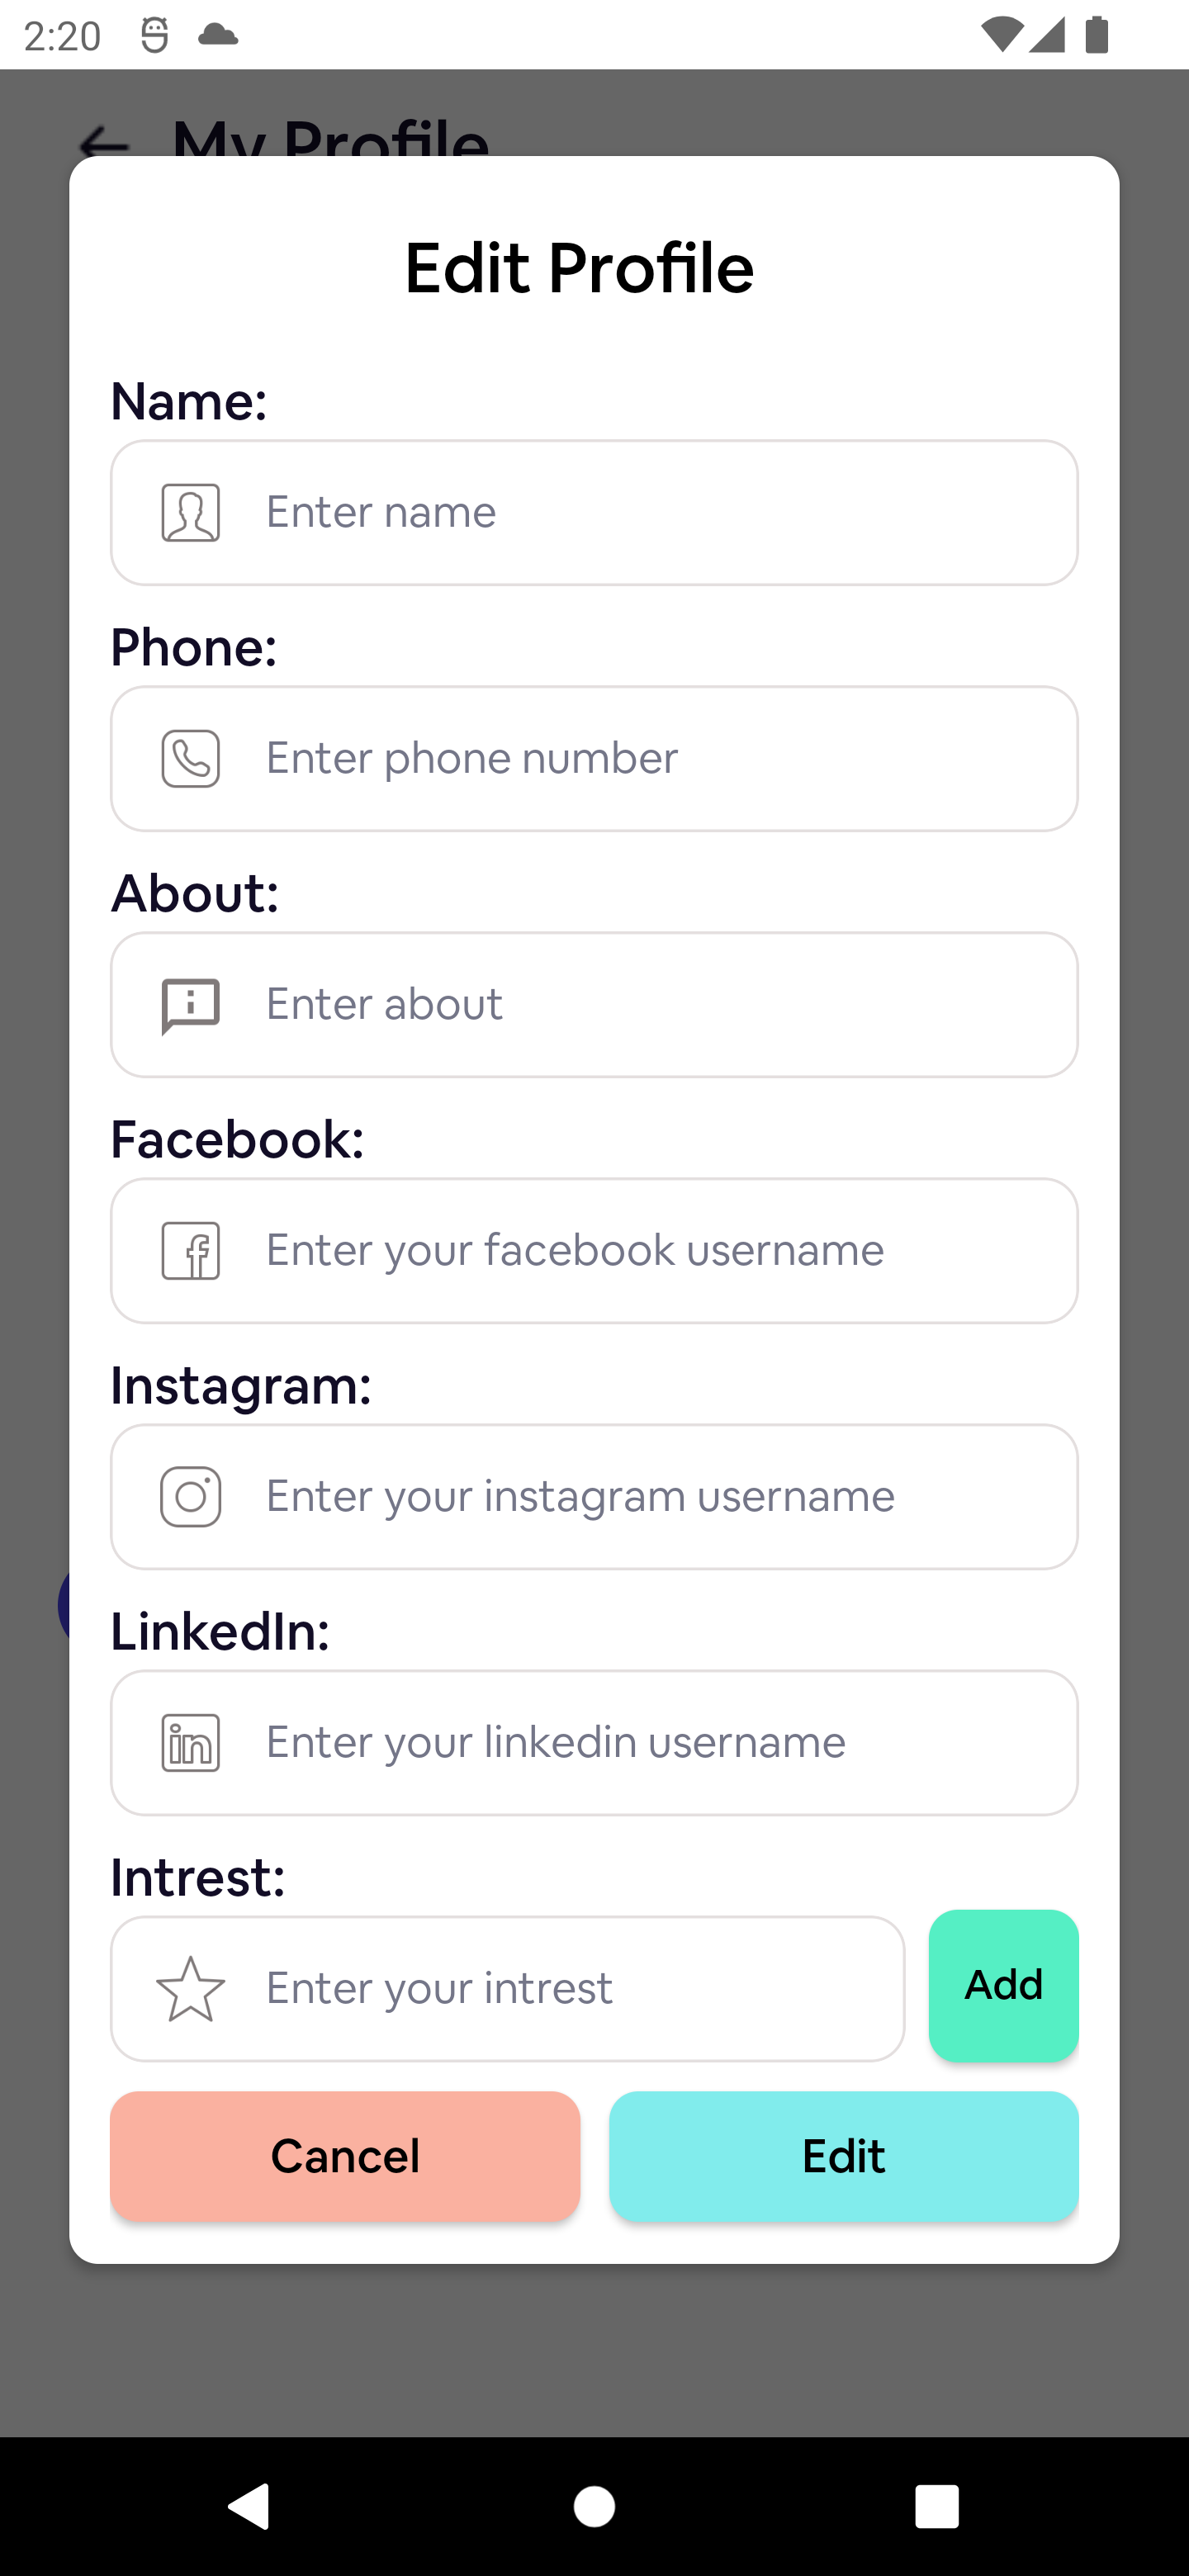 2:20
My Profile
Edit Profile
Name:
Enter name
Phone:
Enter phone number
About:
Enter about
Facebook:
Enter your facebook username
Instagram:
Enter your instagram username
LinkedIn:
Enter your linkedin username
Intrest:
Enter your intrest
Add
Cancel
Edit